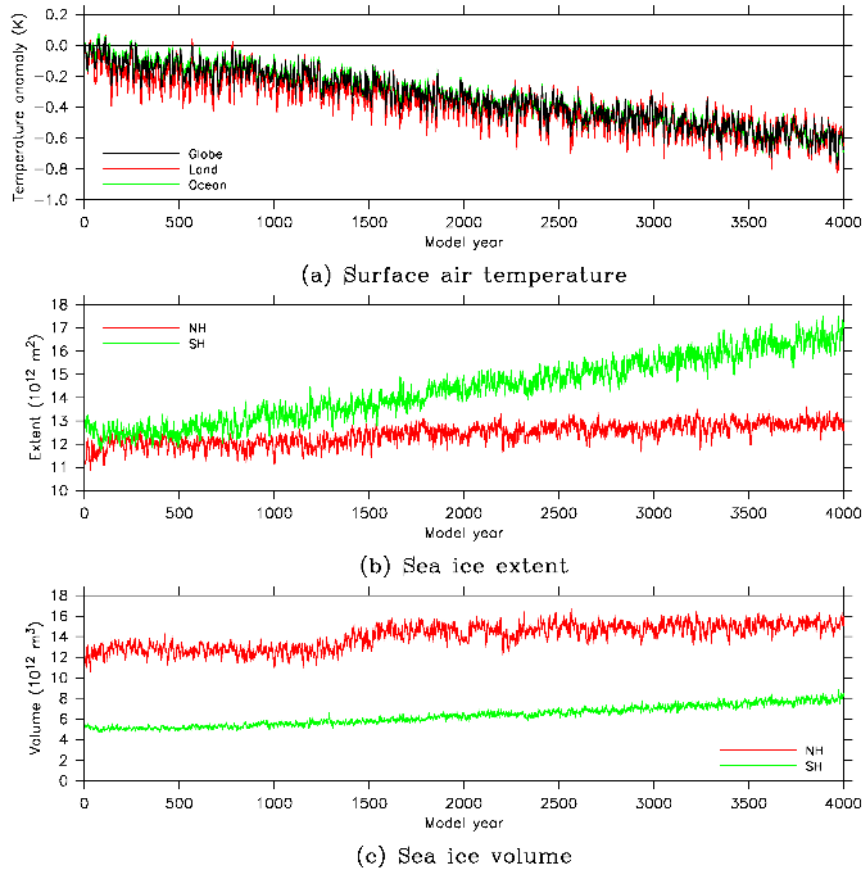 Temperature anomaly (K)
0.2
0.0
−0.2
−0.4
−0.6
−0.8
−1.0
Globe
Land
Ocean
0 500 1000 1500 2000 2500 3000 3500 4000
Model year
(a) Surface air temperature
Extent (10¹² m²)
18
17
16
15
14
13
12
11
10
NH
SH
0 500 1000 1500 2000 2500 3000 3500 4000
Model year
(b) Sea ice extent
Volume (10¹² m³)
18
16
14
12
10
8
6
4
2
0
NH
SH
0 500 1000 1500 2000 2500 3000 3500 4000
Model year
(c) Sea ice volume